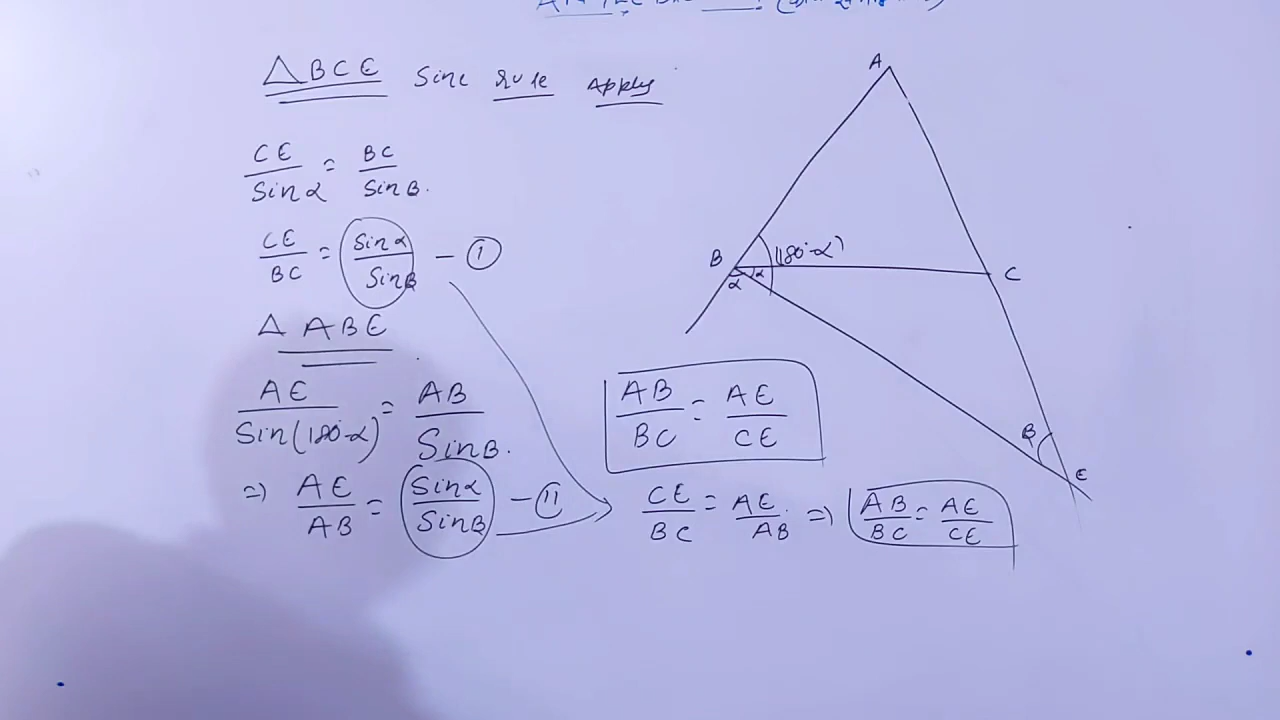 △BCE Sine rule Apply
CE/Sinα = BC/Sinβ.
CE/BC = Sinα/Sinβ - ①
△ ABE
AE/Sin(180-α) = AB/Sinβ.
=> AE/AB = Sinα/Sinβ - ⑪
AB/BC = AE/CE
CE/BC = AE/AB => AB/BC = AE/CE
A
B
(180-α)
C
α
α
β
E